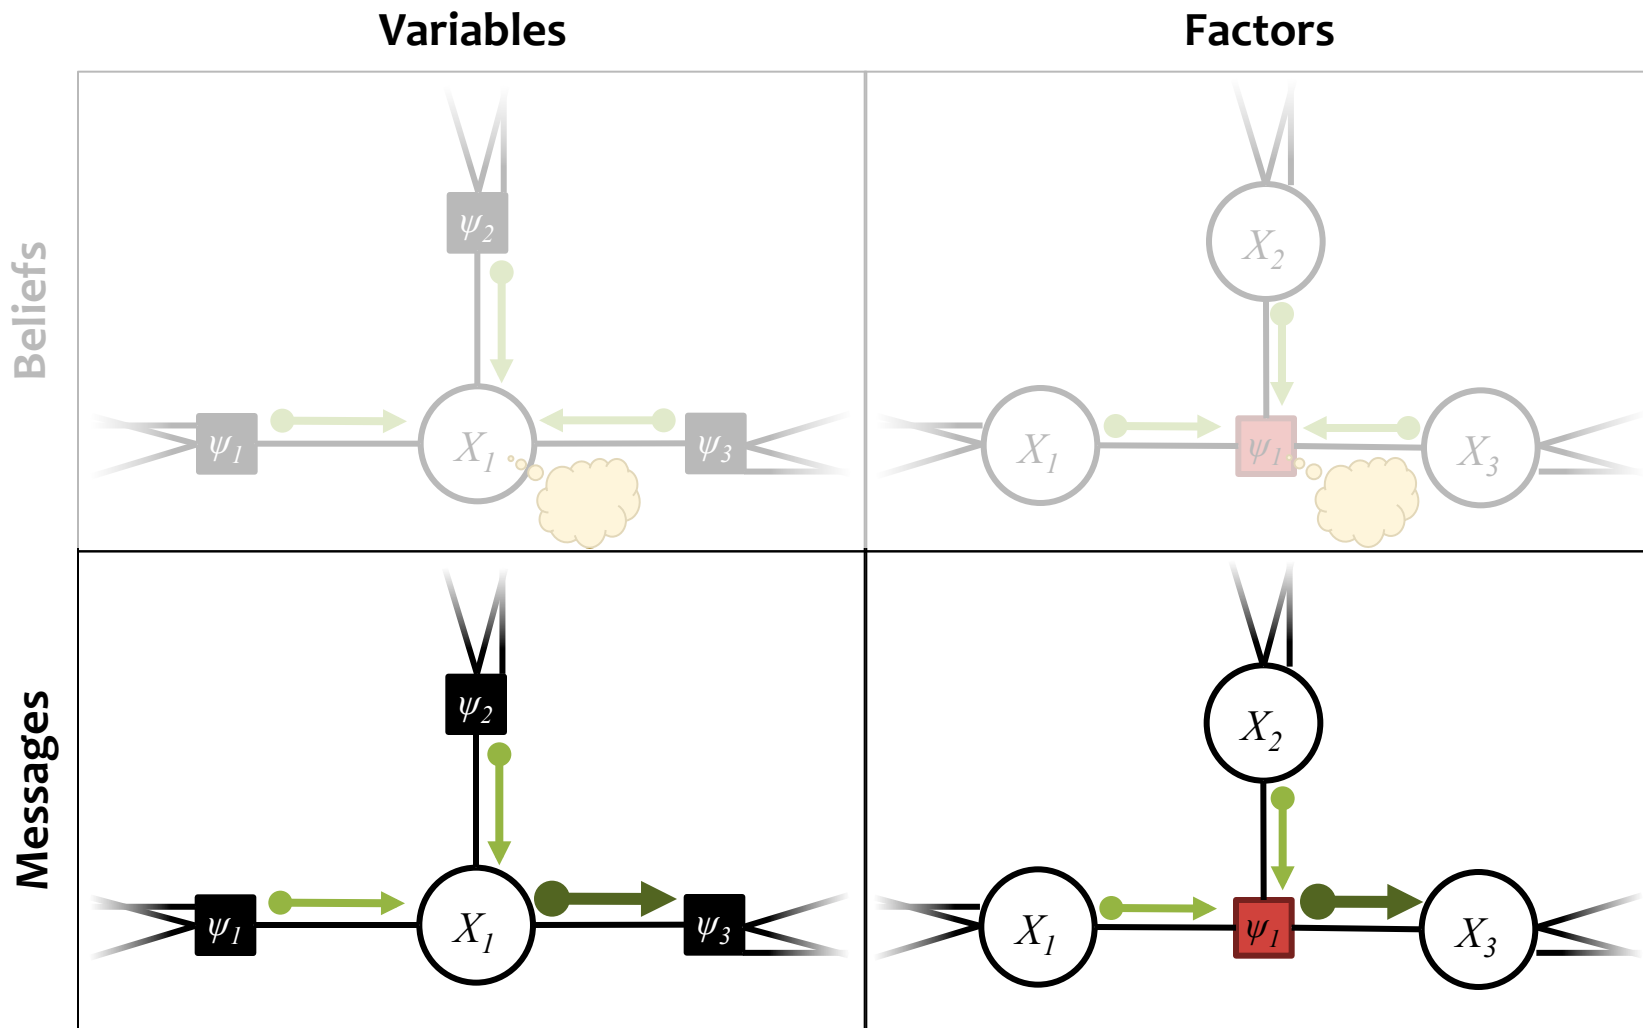 Variables
Factors
Beliefs
ψ2
X2
ψ1
X1
ψ3
X1
ψ1
X3
Messages
ψ2
X2
ψ1
X1
ψ3
X1
ψ1
X3